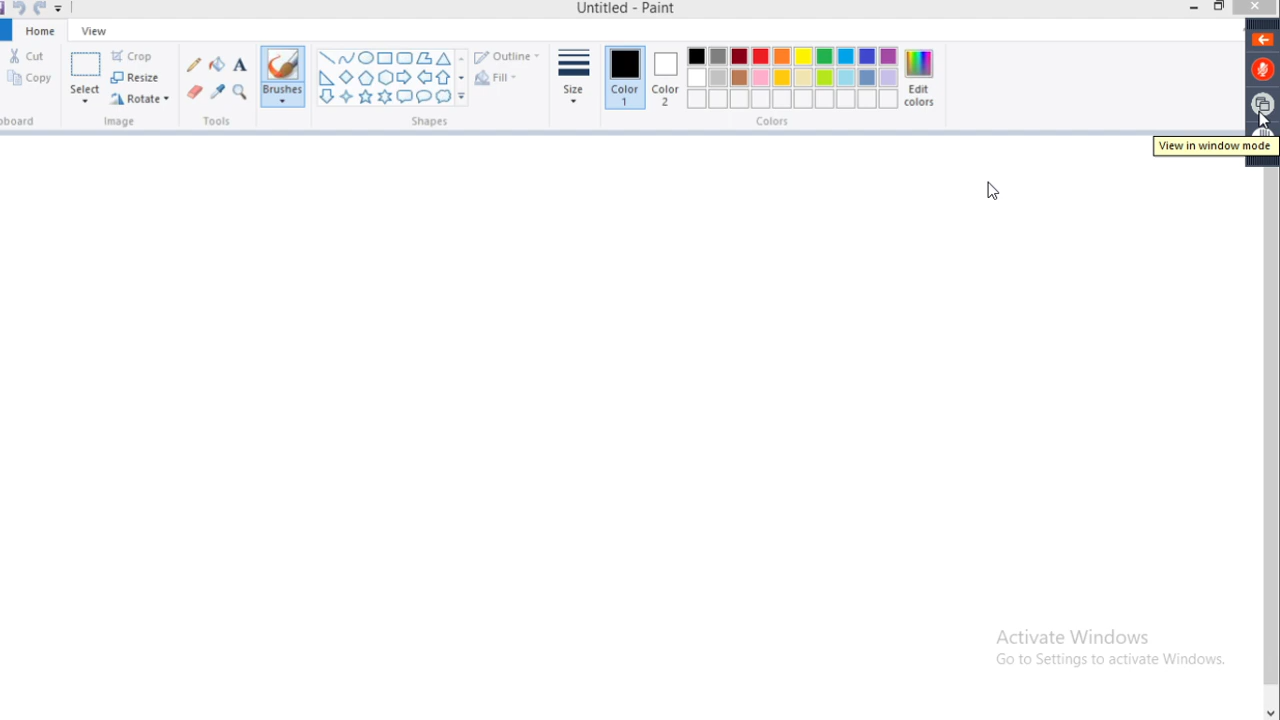 Untitled - Paint
Home View
Cut
Copy
Select
Crop
Resize
Rotate
Brushes
Outline
Fill
Size
Color 1
Color 2
Edit colors
Image Tools Shapes Colors
View in window mode
Activate Windows
Go to Settings to activate Windows.